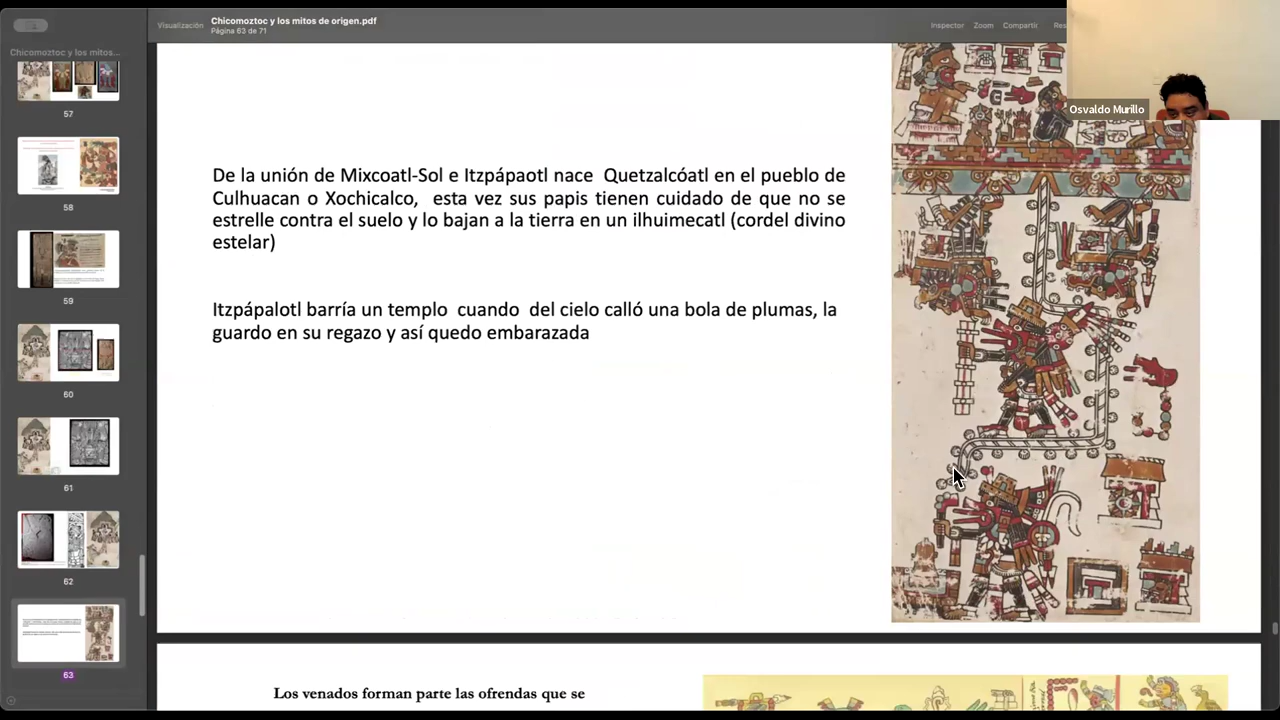 Visualización
Chicomoztoc y los mitos de origen.pdf
Página 63 de 71
Inspector
Zoom
Compartir
Osvaldo Murillo
Chicomoztoc y los mitos...
57
58
59
60
61
62
63
De la unión de Mixcoatl-Sol e Itzpápaotl nace Quetzalcóatl en el pueblo de
Culhuacan o Xochicalco, esta vez sus papis tienen cuidado de que no se
estrelle contra el suelo y lo bajan a la tierra en un ilhuimecatl (cordel divino
estelar)
Itzpápalotl barría un templo cuando del cielo calló una bola de plumas, la
guardo en su regazo y así quedo embarazada
Los venados forman parte las ofrendas que se